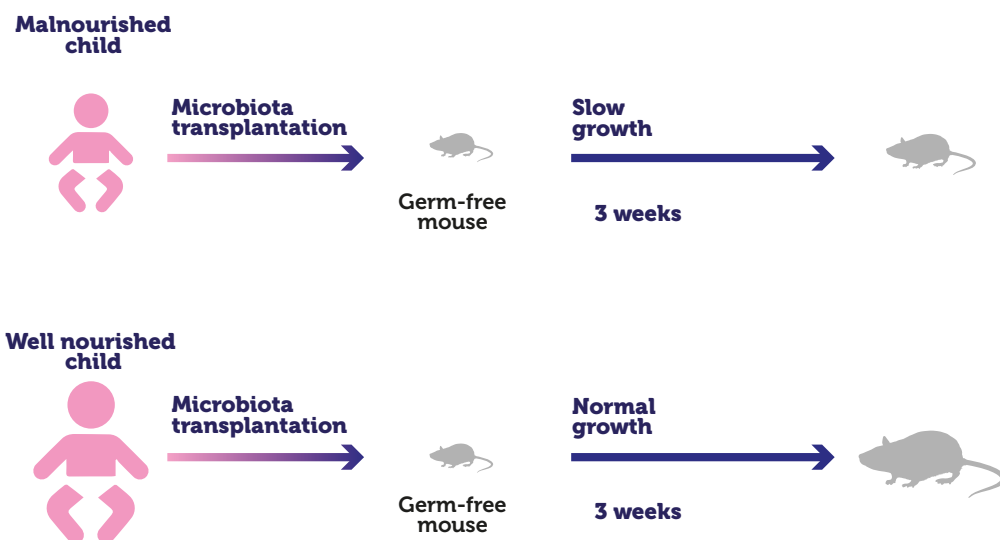 Malnourished
child
Microbiota
transplantation
Slow
growth
Germ-free
mouse
3 weeks
Well nourished
child
Microbiota
transplantation
Normal
growth
Germ-free
mouse
3 weeks